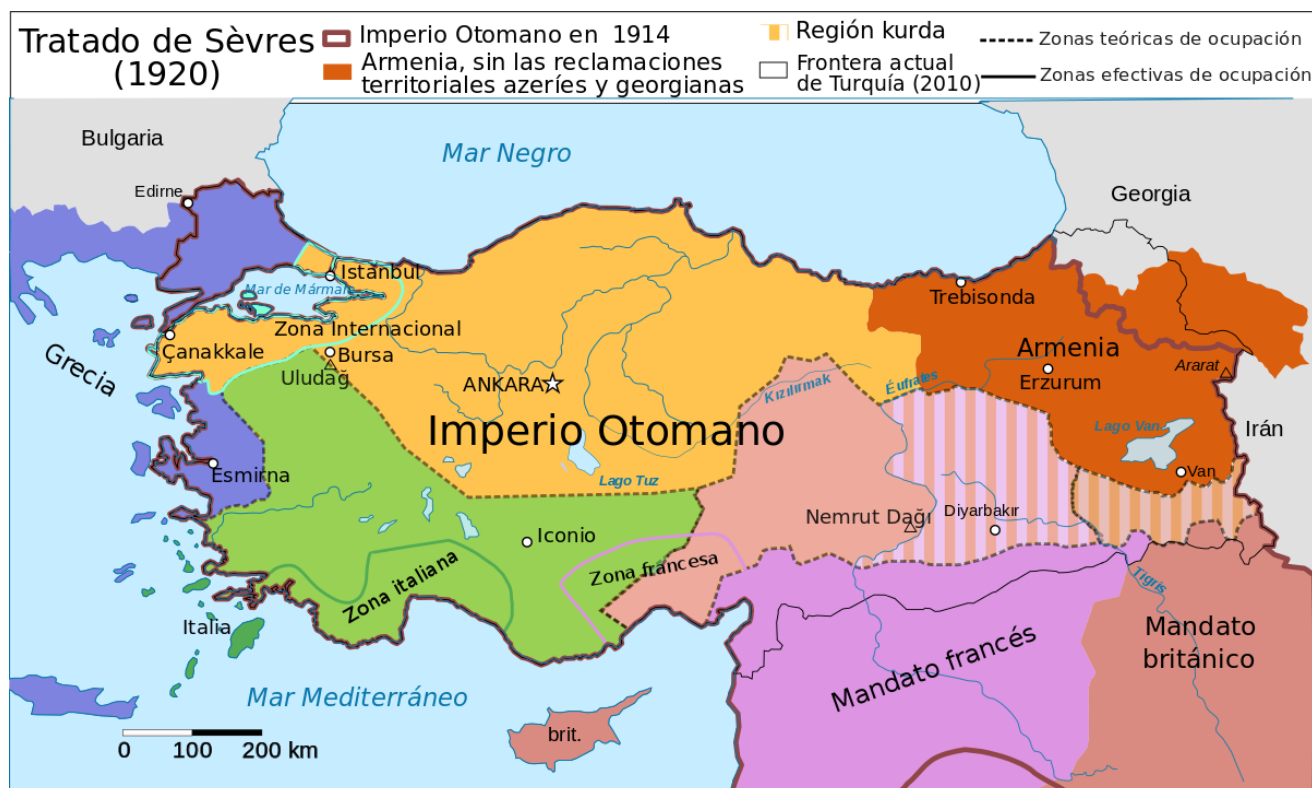 Tratado de Sèvres
(1920)
Imperio Otomano en 1914
Armenia, sin las reclamaciones
territoriales azeríes y georgianas
Región kurda
Frontera actual
de Turquía (2010)
Zonas teóricas de ocupación
Zonas efectivas de ocupación
Bulgaria
Mar Negro
Edirne
Georgia
Istanbul
Mar de Mármara
Trebisonda
Zona Internacional
Çanakkale
Bursa
Grecia
Uludağ
ANKARA
Armenia
Erzurum
Ararat
Kızılırmak
Éufrates
Imperio Otomano
Lago Van
Irán
Esmirna
Lago Tuz
Van
Nemrut Dağı
Diyarbakır
Iconio
Zona italiana
Zona francesa
Tigris
Italia
Mandato francés
Mandato
británico
Mar Mediterráneo
brit.
0 100 200 km